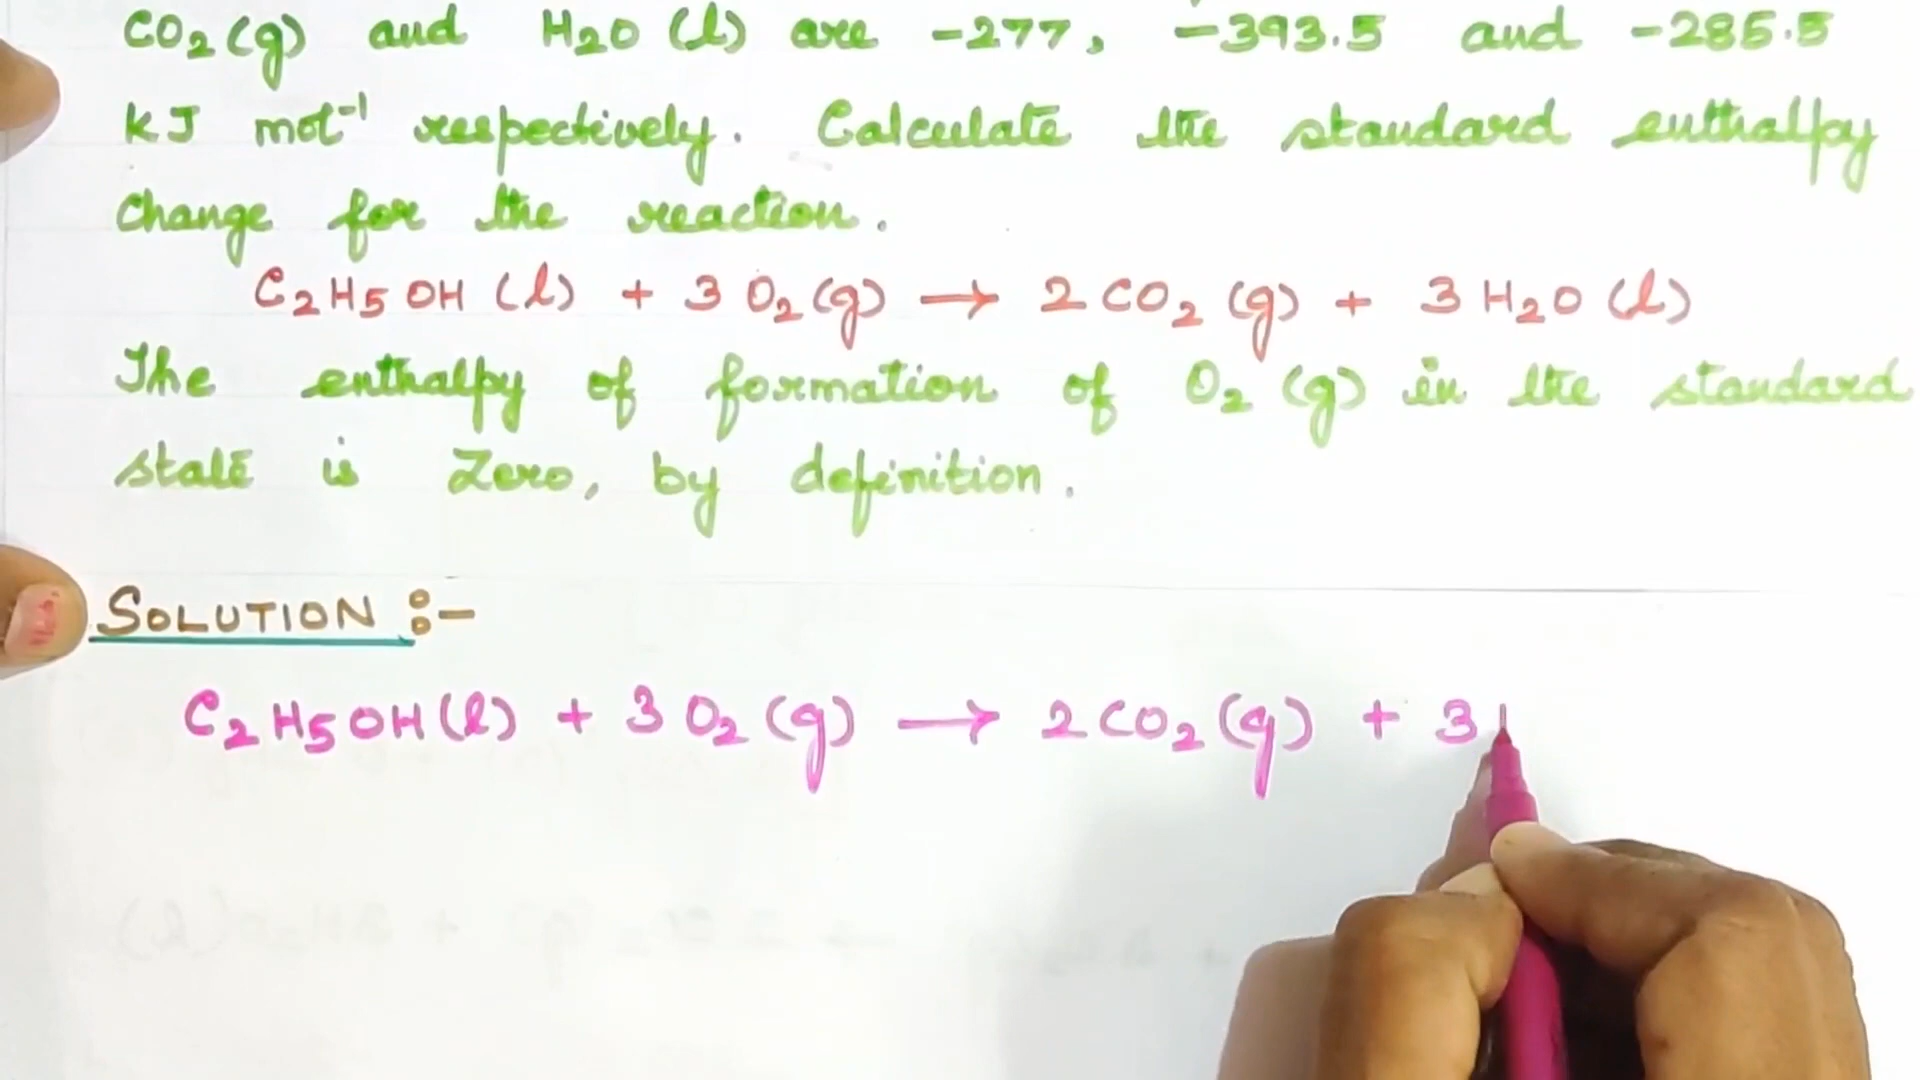 CO₂(g) and H₂O (l) are -277, -393.5 and -285.5
kJ mol⁻¹ respectively. Calculate the standard enthalpy
change for the reaction.
C₂H₅OH (l) + 3 O₂(g) → 2 CO₂ (g) + 3 H₂O (l)
The enthalpy of formation of O₂ (g) in the standard
state is Zero, by definition.
SOLUTION :-
C₂H₅OH(l) + 3 O₂ (g) → 2 CO₂ (g) + 3